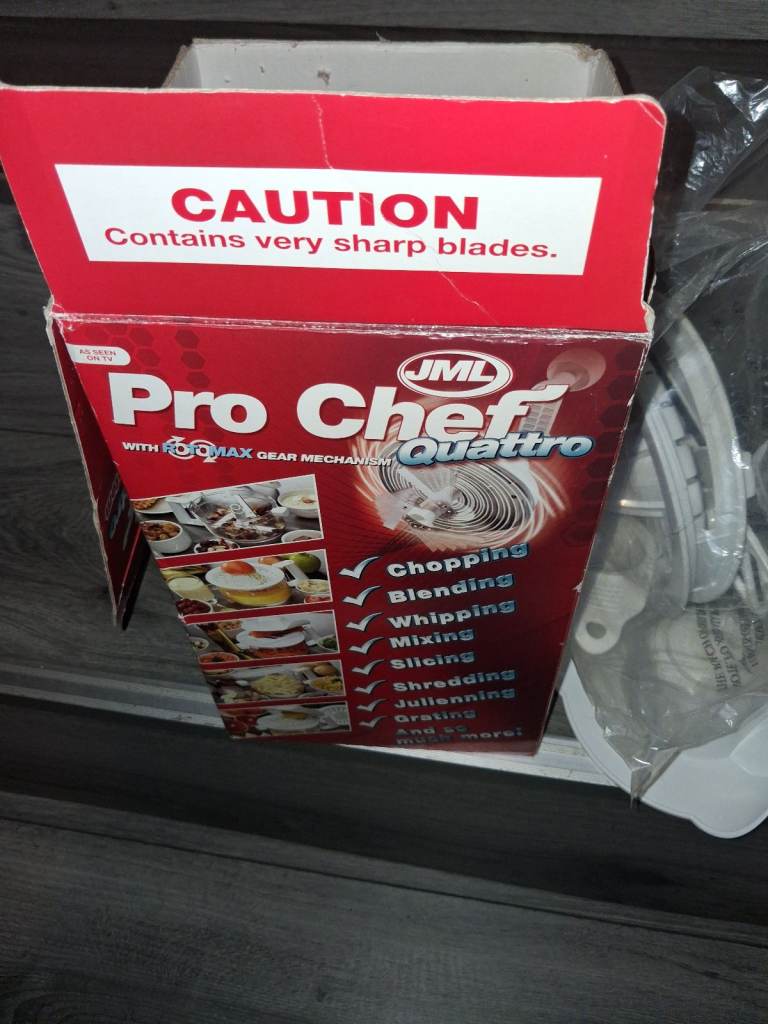 CAUTION
Contains very sharp blades.
AS SEEN
ON TV
JML
Pro Chef
Quattro
WITH ROTOMAX GEAR MECHANISM
Chopping
Blending
Whipping
Mixing
Slicing
Shredding
Julienning
Grating
And so
much more!